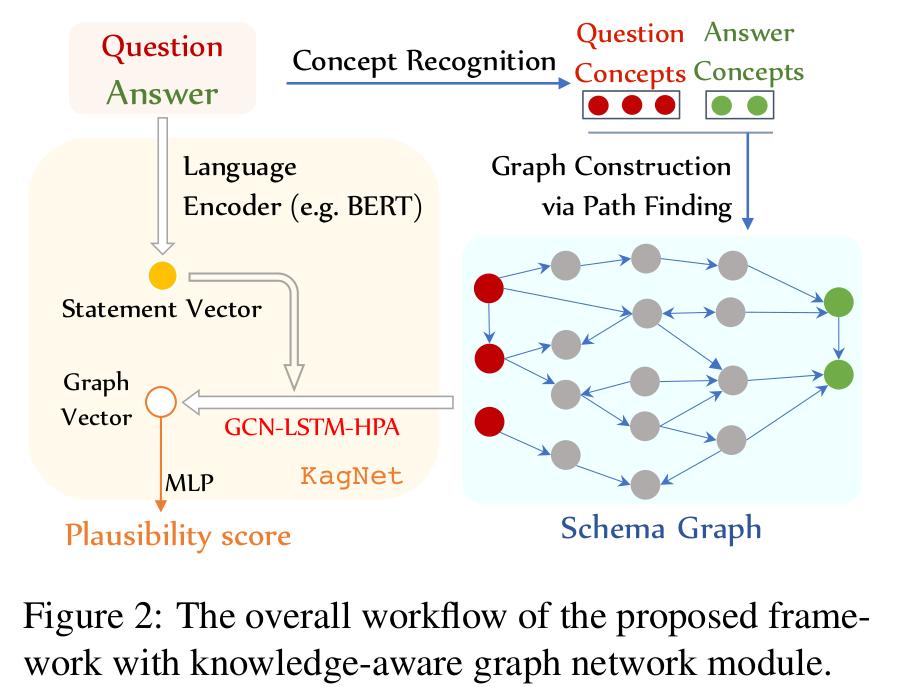 Question
Answer
Concept Recognition
Question
Concepts
Answer
Concepts
Language
Encoder (e.g. BERT)
Graph Construction
via Path Finding
Statement Vector
Graph
Vector
GCN-LSTM-HPA
KagNet
MLP
Plausibility score
Schema Graph
Figure 2: The overall workflow of the proposed frame-
work with knowledge-aware graph network module.